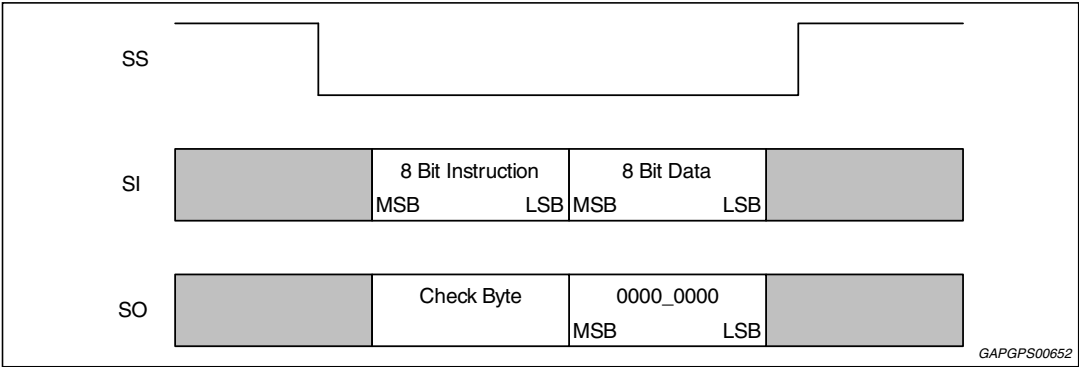 SS
SI
8 Bit Instruction
8 Bit Data
MSB LSB MSB LSB
SO
Check Byte
0000_0000
MSB LSB
GAPGPS00652